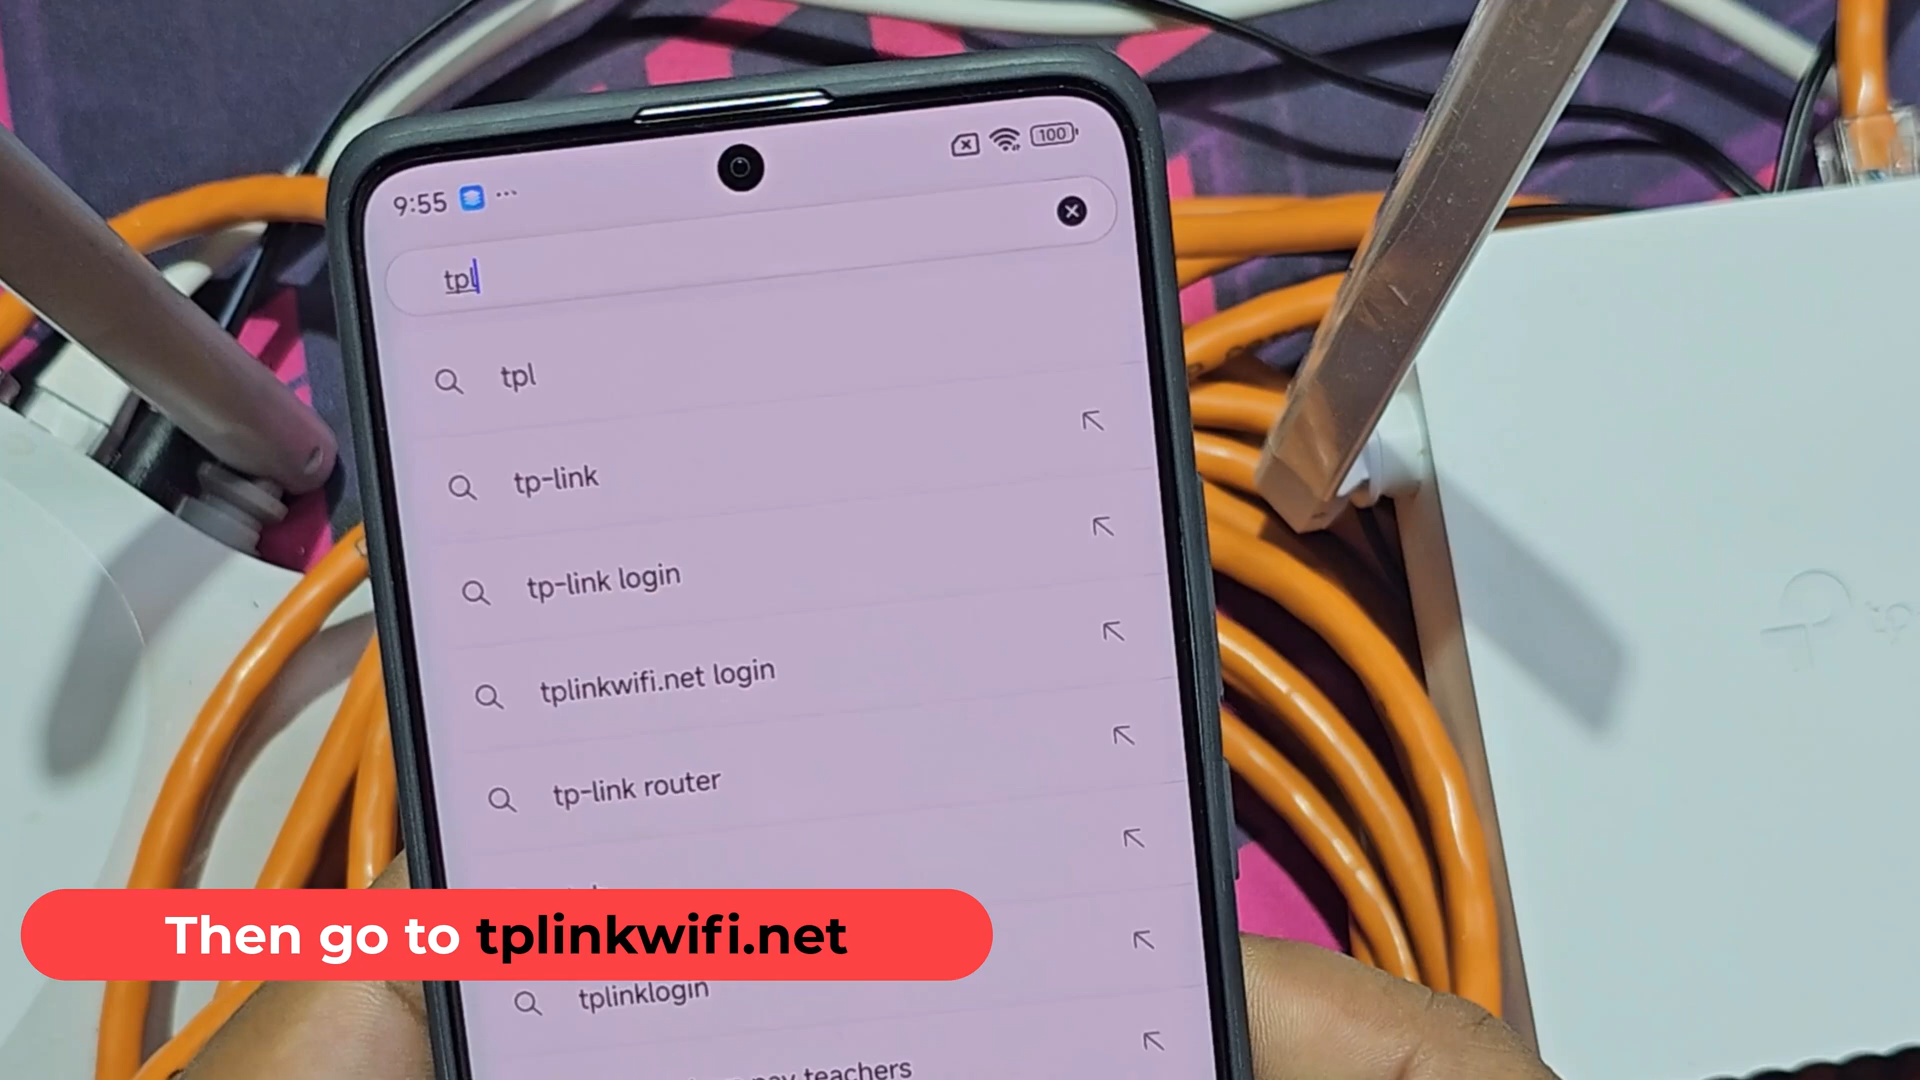 9:55 ... 100
tpl
tpl
tp-link
tp-link login
tplinkwifi.net login
tp-link router
Then go to tplinkwifi.net
tplinklogin
teachers